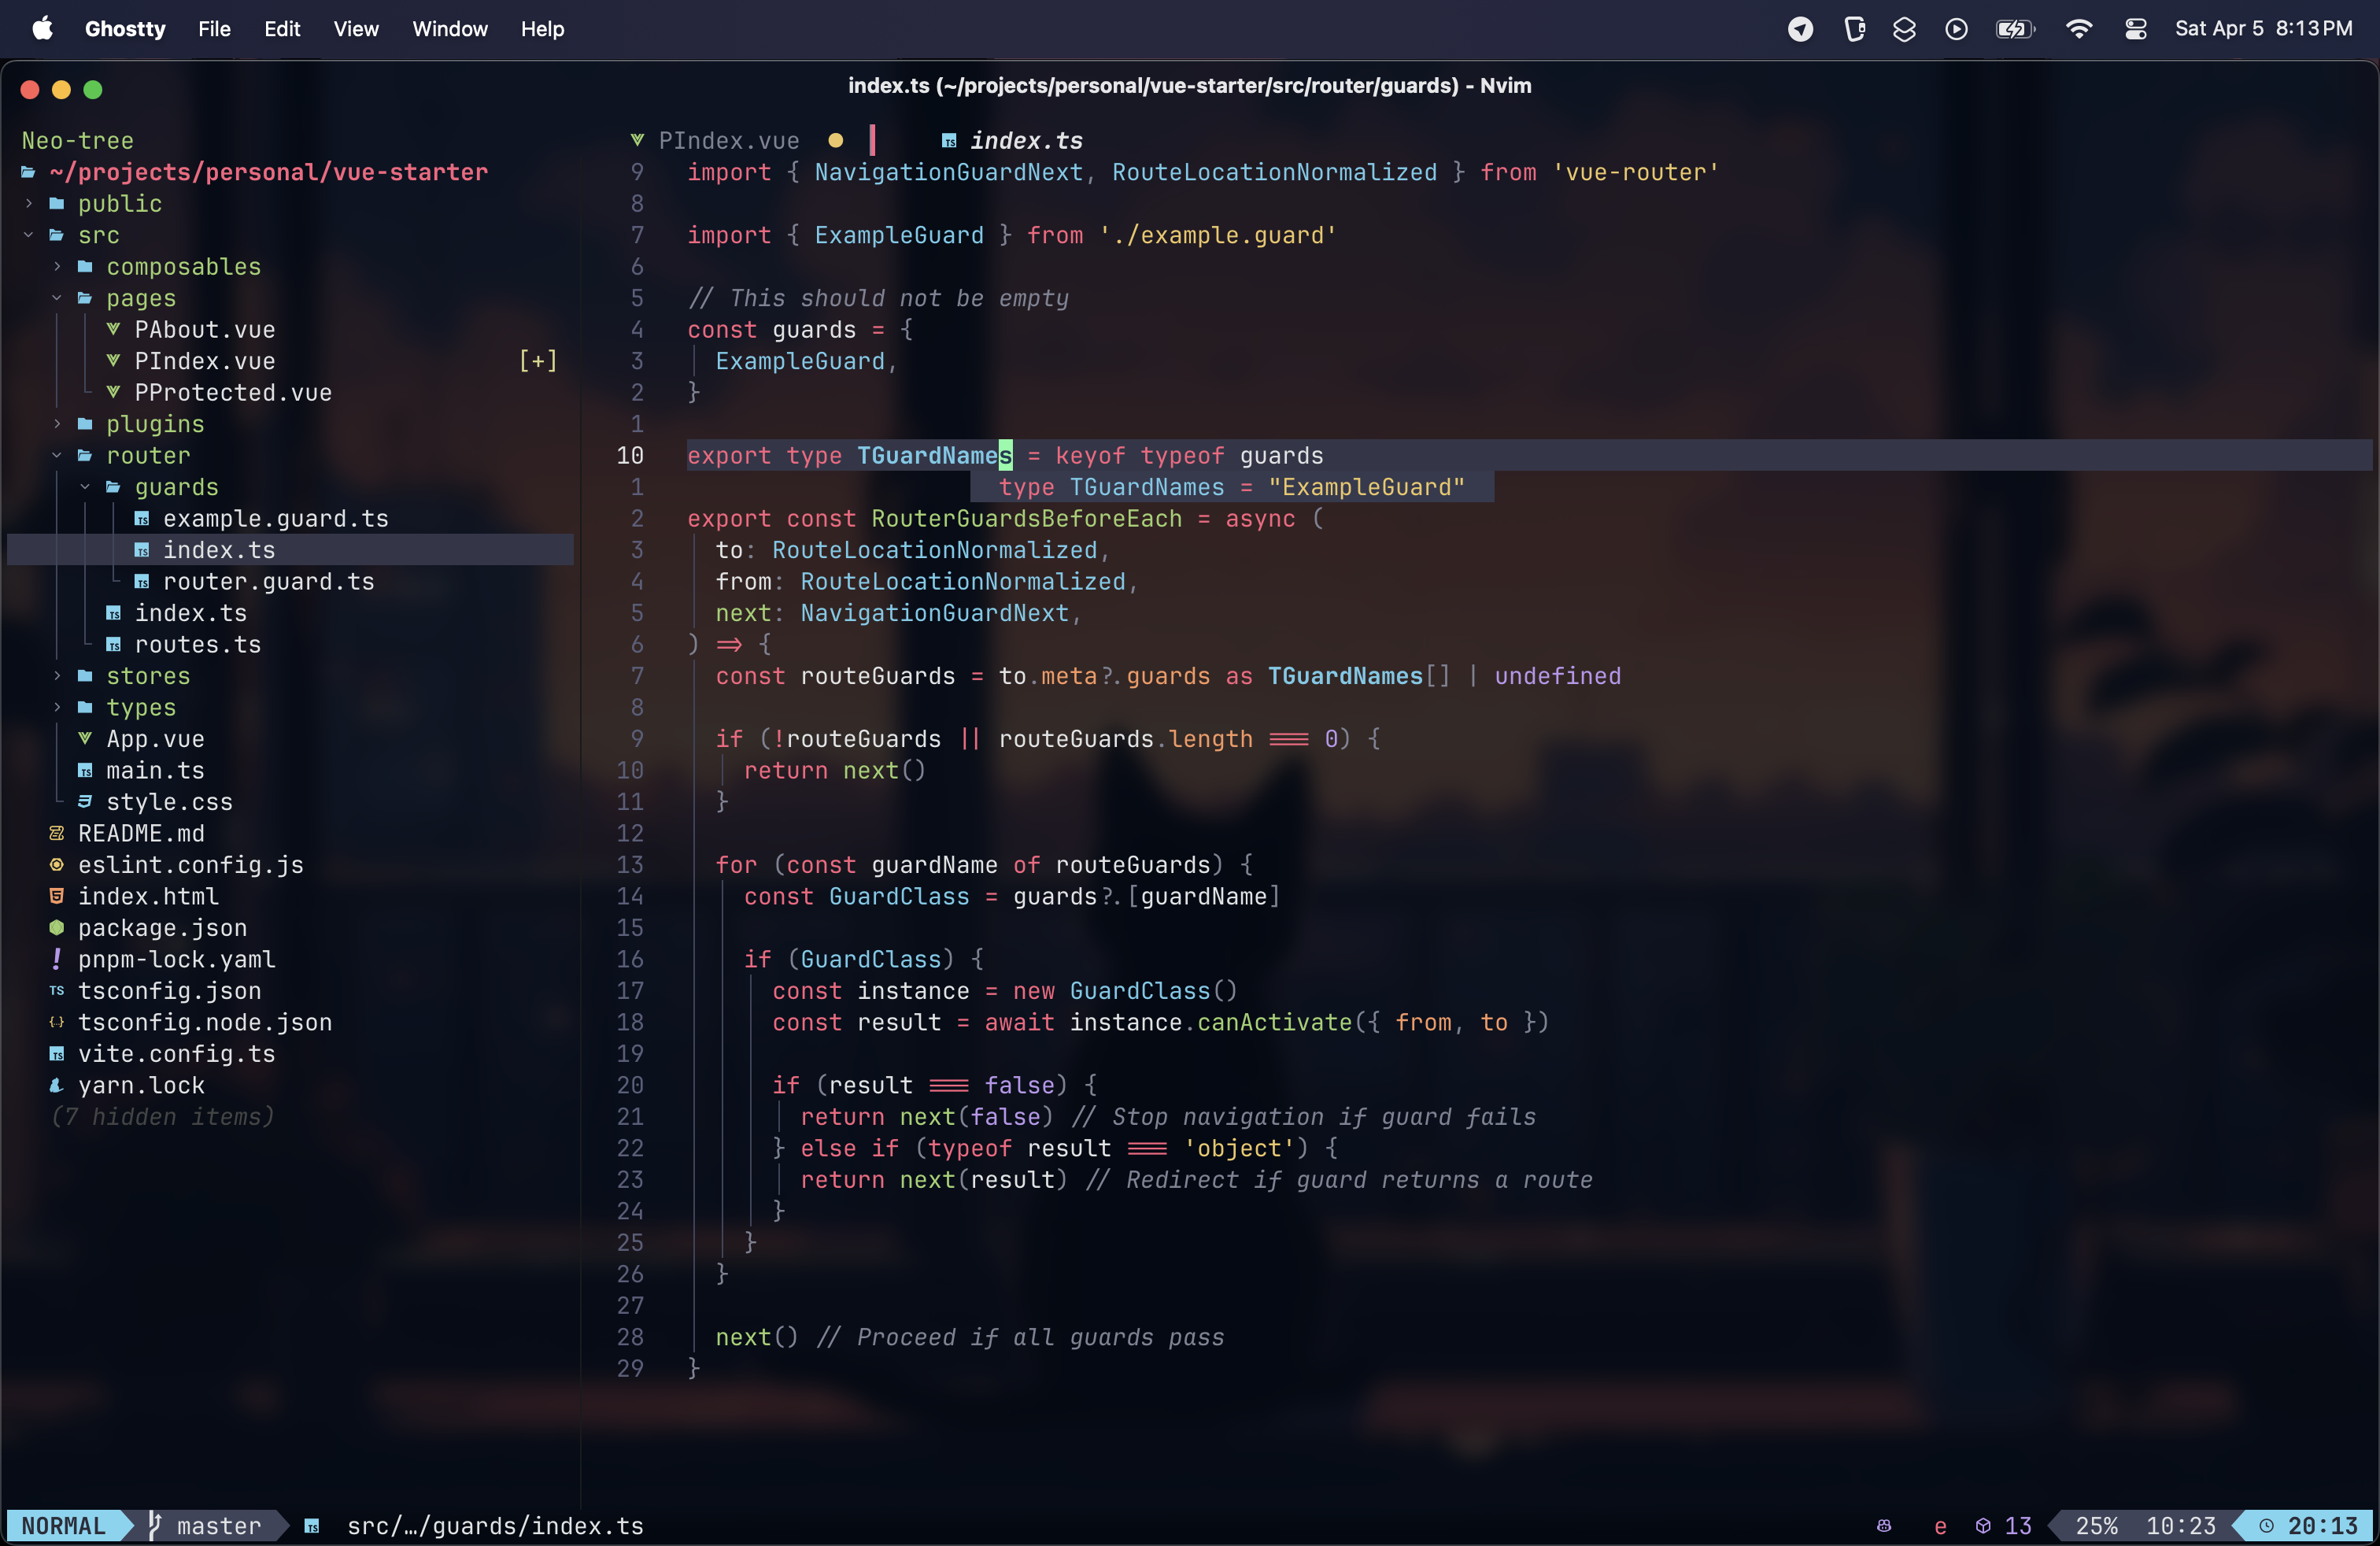 Ghostty File Edit View Window Help Sat Apr 5 8:13 PM
index.ts (~/projects/personal/vue-starter/src/router/guards) - Nvim
Neo-tree
~/projects/personal/vue-starter
public
src
composables
pages
PAbout.vue
PIndex.vue [+]
PProtected.vue
plugins
router
guards
example.guard.ts
index.ts
router.guard.ts
index.ts
routes.ts
stores
types
App.vue
main.ts
style.css
README.md
eslint.config.js
index.html
package.json
pnpm-lock.yaml
tsconfig.json
tsconfig.node.json
vite.config.ts
yarn.lock
(7 hidden items)
PIndex.vue index.ts
9 import { NavigationGuardNext, RouteLocationNormalized } from 'vue-router'
8
7 import { ExampleGuard } from './example.guard'
6
5 // This should not be empty
4 const guards = {
3 ExampleGuard,
2 }
1
10 export type TGuardNames = keyof typeof guards
1 type TGuardNames = "ExampleGuard"
2 export const RouterGuardsBeforeEach = async (
3 to: RouteLocationNormalized,
4 from: RouteLocationNormalized,
5 next: NavigationGuardNext,
6 ) => {
7 const routeGuards = to.meta?.guards as TGuardNames[] | undefined
8
9 if (!routeGuards || routeGuards.length === 0) {
10 return next()
11 }
12
13 for (const guardName of routeGuards) {
14 const GuardClass = guards?.[guardName]
15
16 if (GuardClass) {
17 const instance = new GuardClass()
18 const result = await instance.canActivate({ from, to })
19
20 if (result === false) {
21 return next(false) // Stop navigation if guard fails
22 } else if (typeof result === 'object') {
23 return next(result) // Redirect if guard returns a route
24 }
25 }
26 }
27
28 next() // Proceed if all guards pass
29 }
NORMAL master src/…/guards/index.ts e 13 25% 10:23 20:13